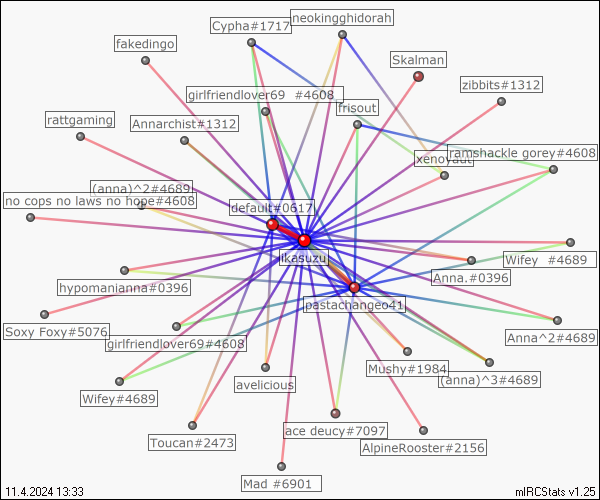 neokingghidorah
Cypha#1717
fakedingo
Skalman
zibbits#1312
girlfriendlover69 #4608
frisout
rattgaming
Annarchist#1312
xenoyaut
ramshackle gorey#4608
(anna)^2#4689
no cops no laws no hope#4608
default#0617
ikasuzu
Wifey #4689
Anna.#0396
hypomanianna#0396
pastachangeo41
Soxy Foxy#5076
Anna^2#4689
girlfriendlover69#4608
Mushy#1984
(anna)^3#4689
avelicious
Wifey#4689
ace deucy#7097
Toucan#2473
AlpineRooster#2156
Mad #6901
11.4.2024 13:33
mIRCStats v1.25